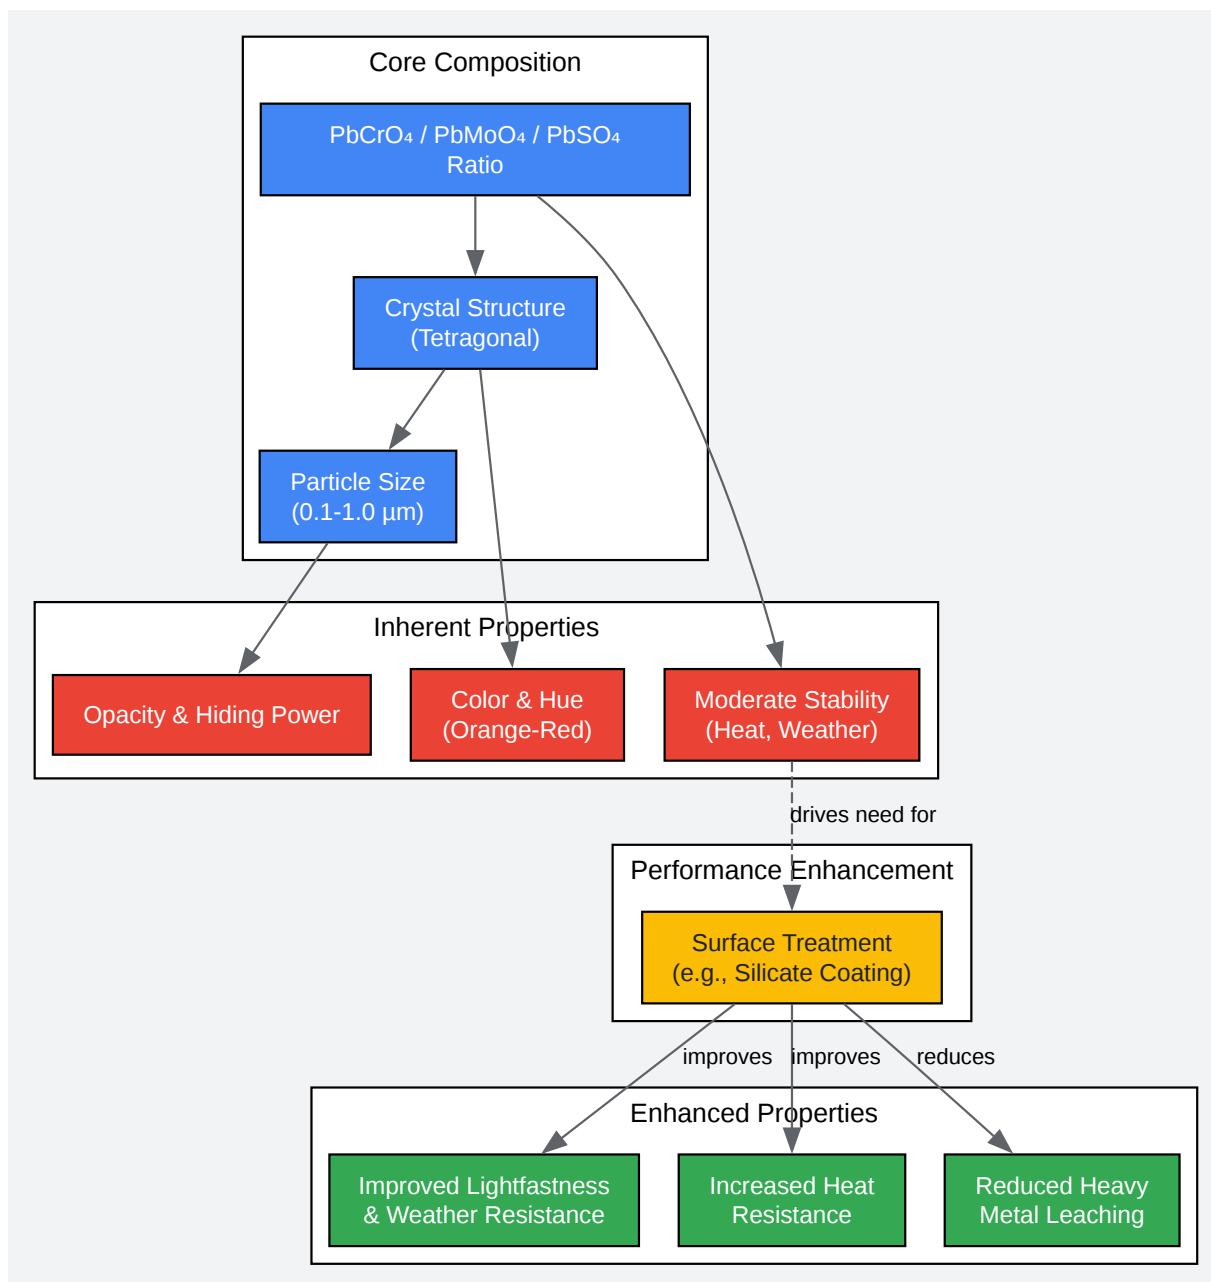 Core Composition
PbCrO₄ / PbMoO₄ / PbSO₄
Ratio
Crystal Structure
(Tetragonal)
Particle Size
(0.1-1.0 µm)
Inherent Properties
Opacity & Hiding Power
Color & Hue
(Orange-Red)
Moderate Stability
(Heat, Weather)
drives need for
Performance Enhancement
Surface Treatment
(e.g., Silicate Coating)
improves
improves
reduces
Enhanced Properties
Improved Lightfastness
& Weather Resistance
Increased Heat
Resistance
Reduced Heavy
Metal Leaching